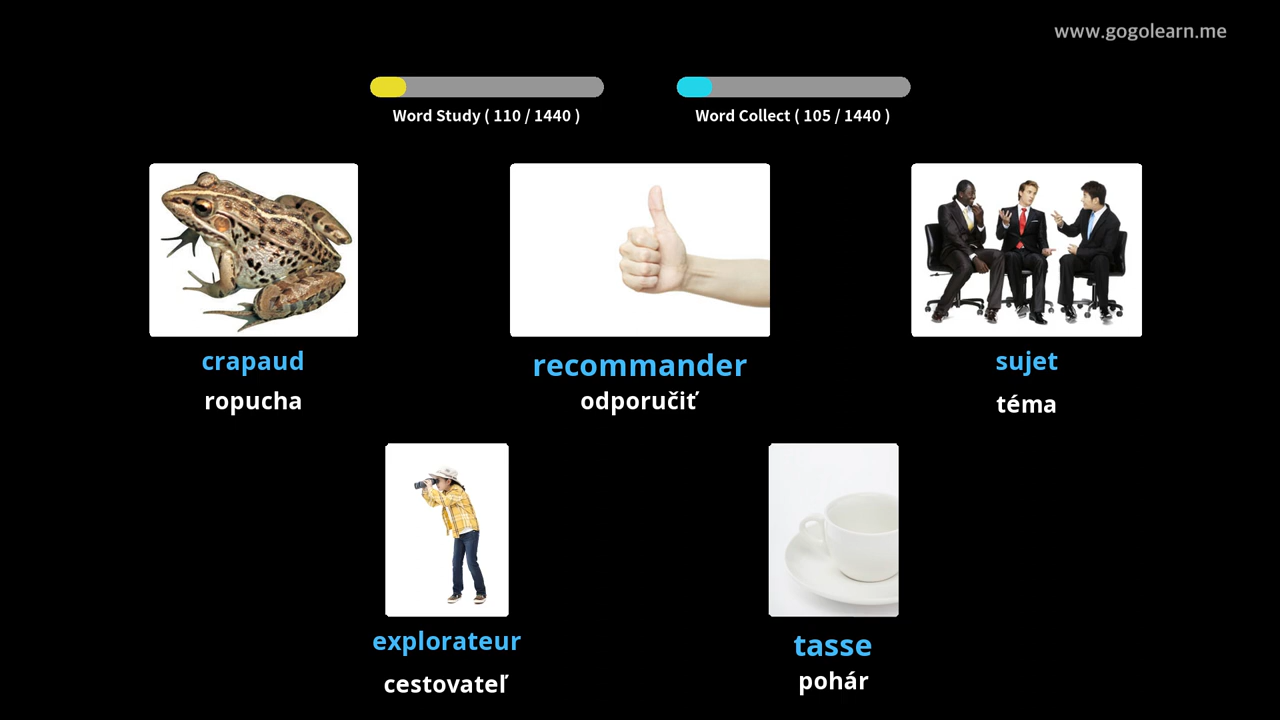 www.gogolearn.me
Word Study ( 110 / 1440 )
Word Collect ( 105 / 1440 )
crapaud
recommander
sujet
ropucha
odporučiť
téma
explorateur
tasse
cestovateľ
pohár